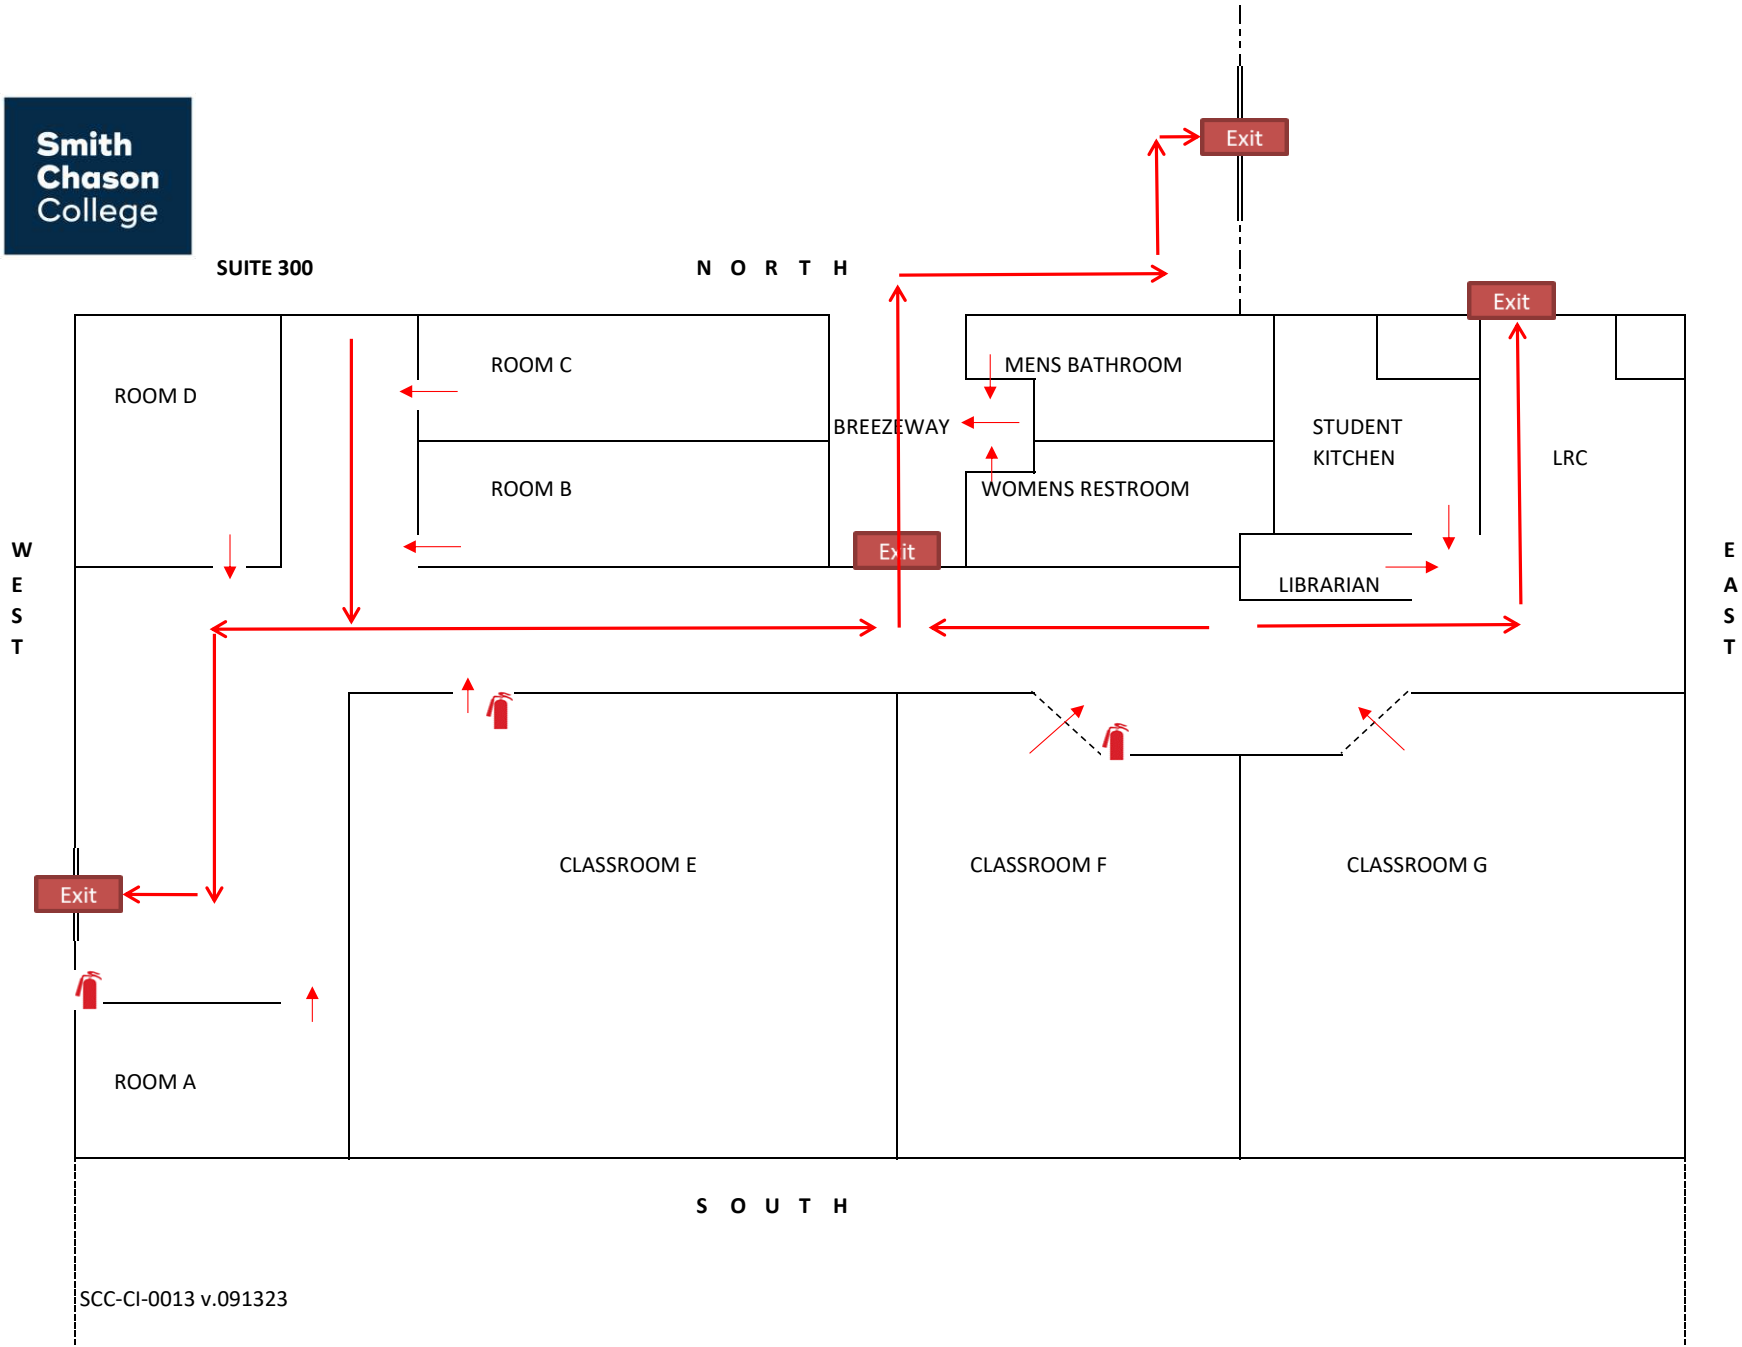 Exit
Smith
Chason
College
SUITE 300
N O R T H
Exit
ROOM C
MENS BATHROOM
ROOM D
BREEZEWAY
STUDENT
KITCHEN
LRC
ROOM B
WOMENS RESTROOM
W
E
S
T
Exit
E
A
S
T
LIBRARIAN
CLASSROOM E
CLASSROOM F
CLASSROOM G
Exit
ROOM A
S O U T H
SCC-CI-0013 v.091323